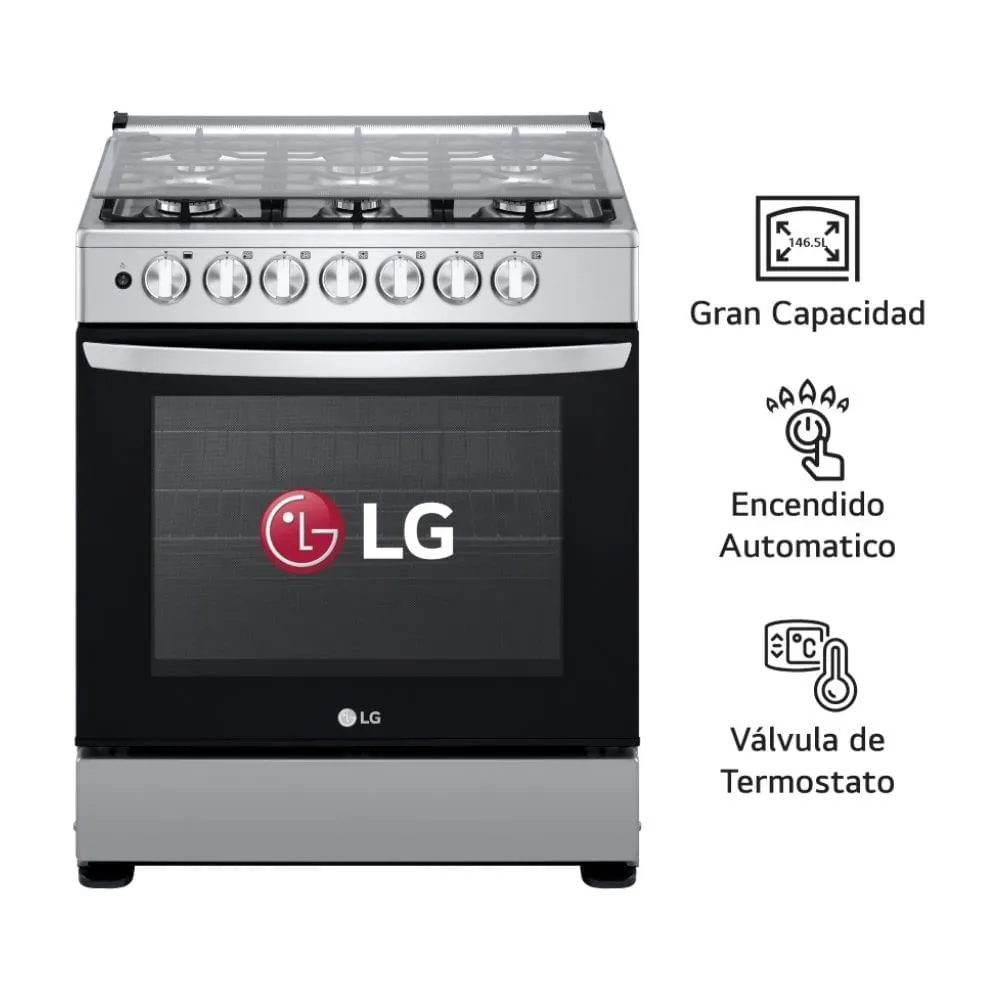 LG
LG
146.5L
Gran Capacidad
Encendido
Automatico
°C
Válvula de
Termostato